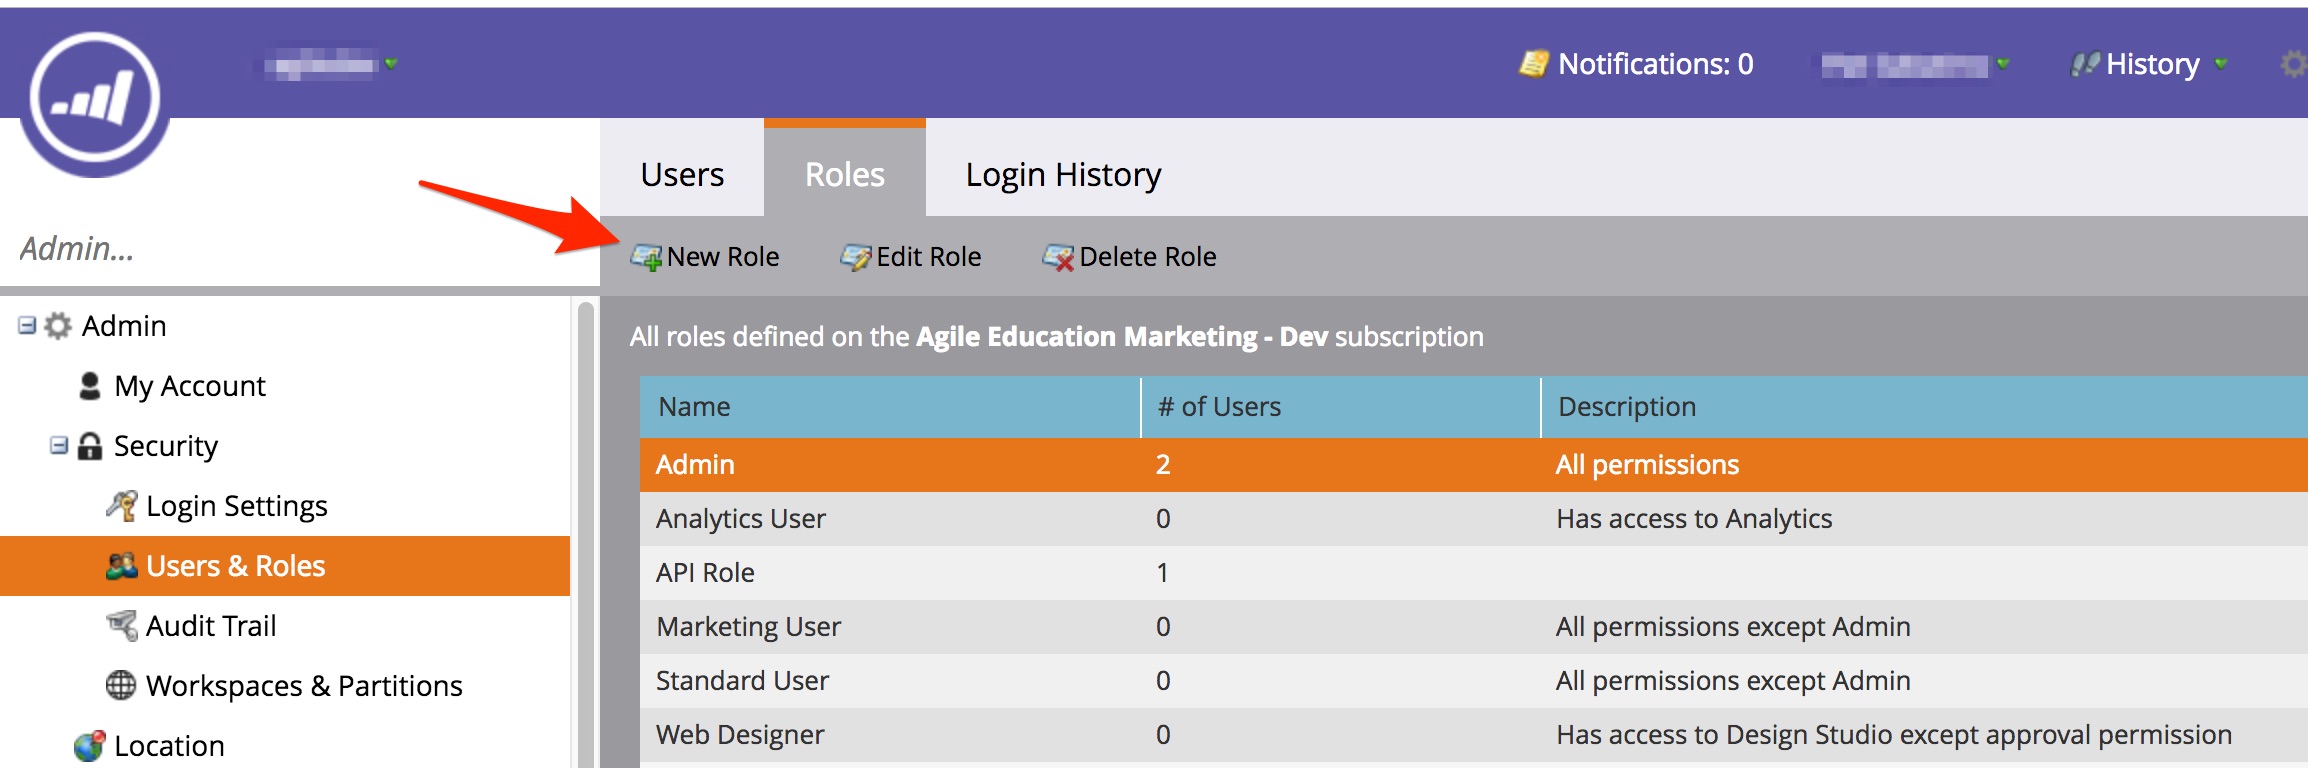 Notifications: 0
History
Users
Roles
Login History
Admin...
New Role
Edit Role
Delete Role
Admin
My Account
Security
Login Settings
Users & Roles
Audit Trail
Workspaces & Partitions
Location
All roles defined on the Agile Education Marketing - Dev subscription
Name # of Users Description
Admin 2 All permissions
Analytics User 0 Has access to Analytics
API Role 1
Marketing User 0 All permissions except Admin
Standard User 0 All permissions except Admin
Web Designer 0 Has access to Design Studio except approval permission